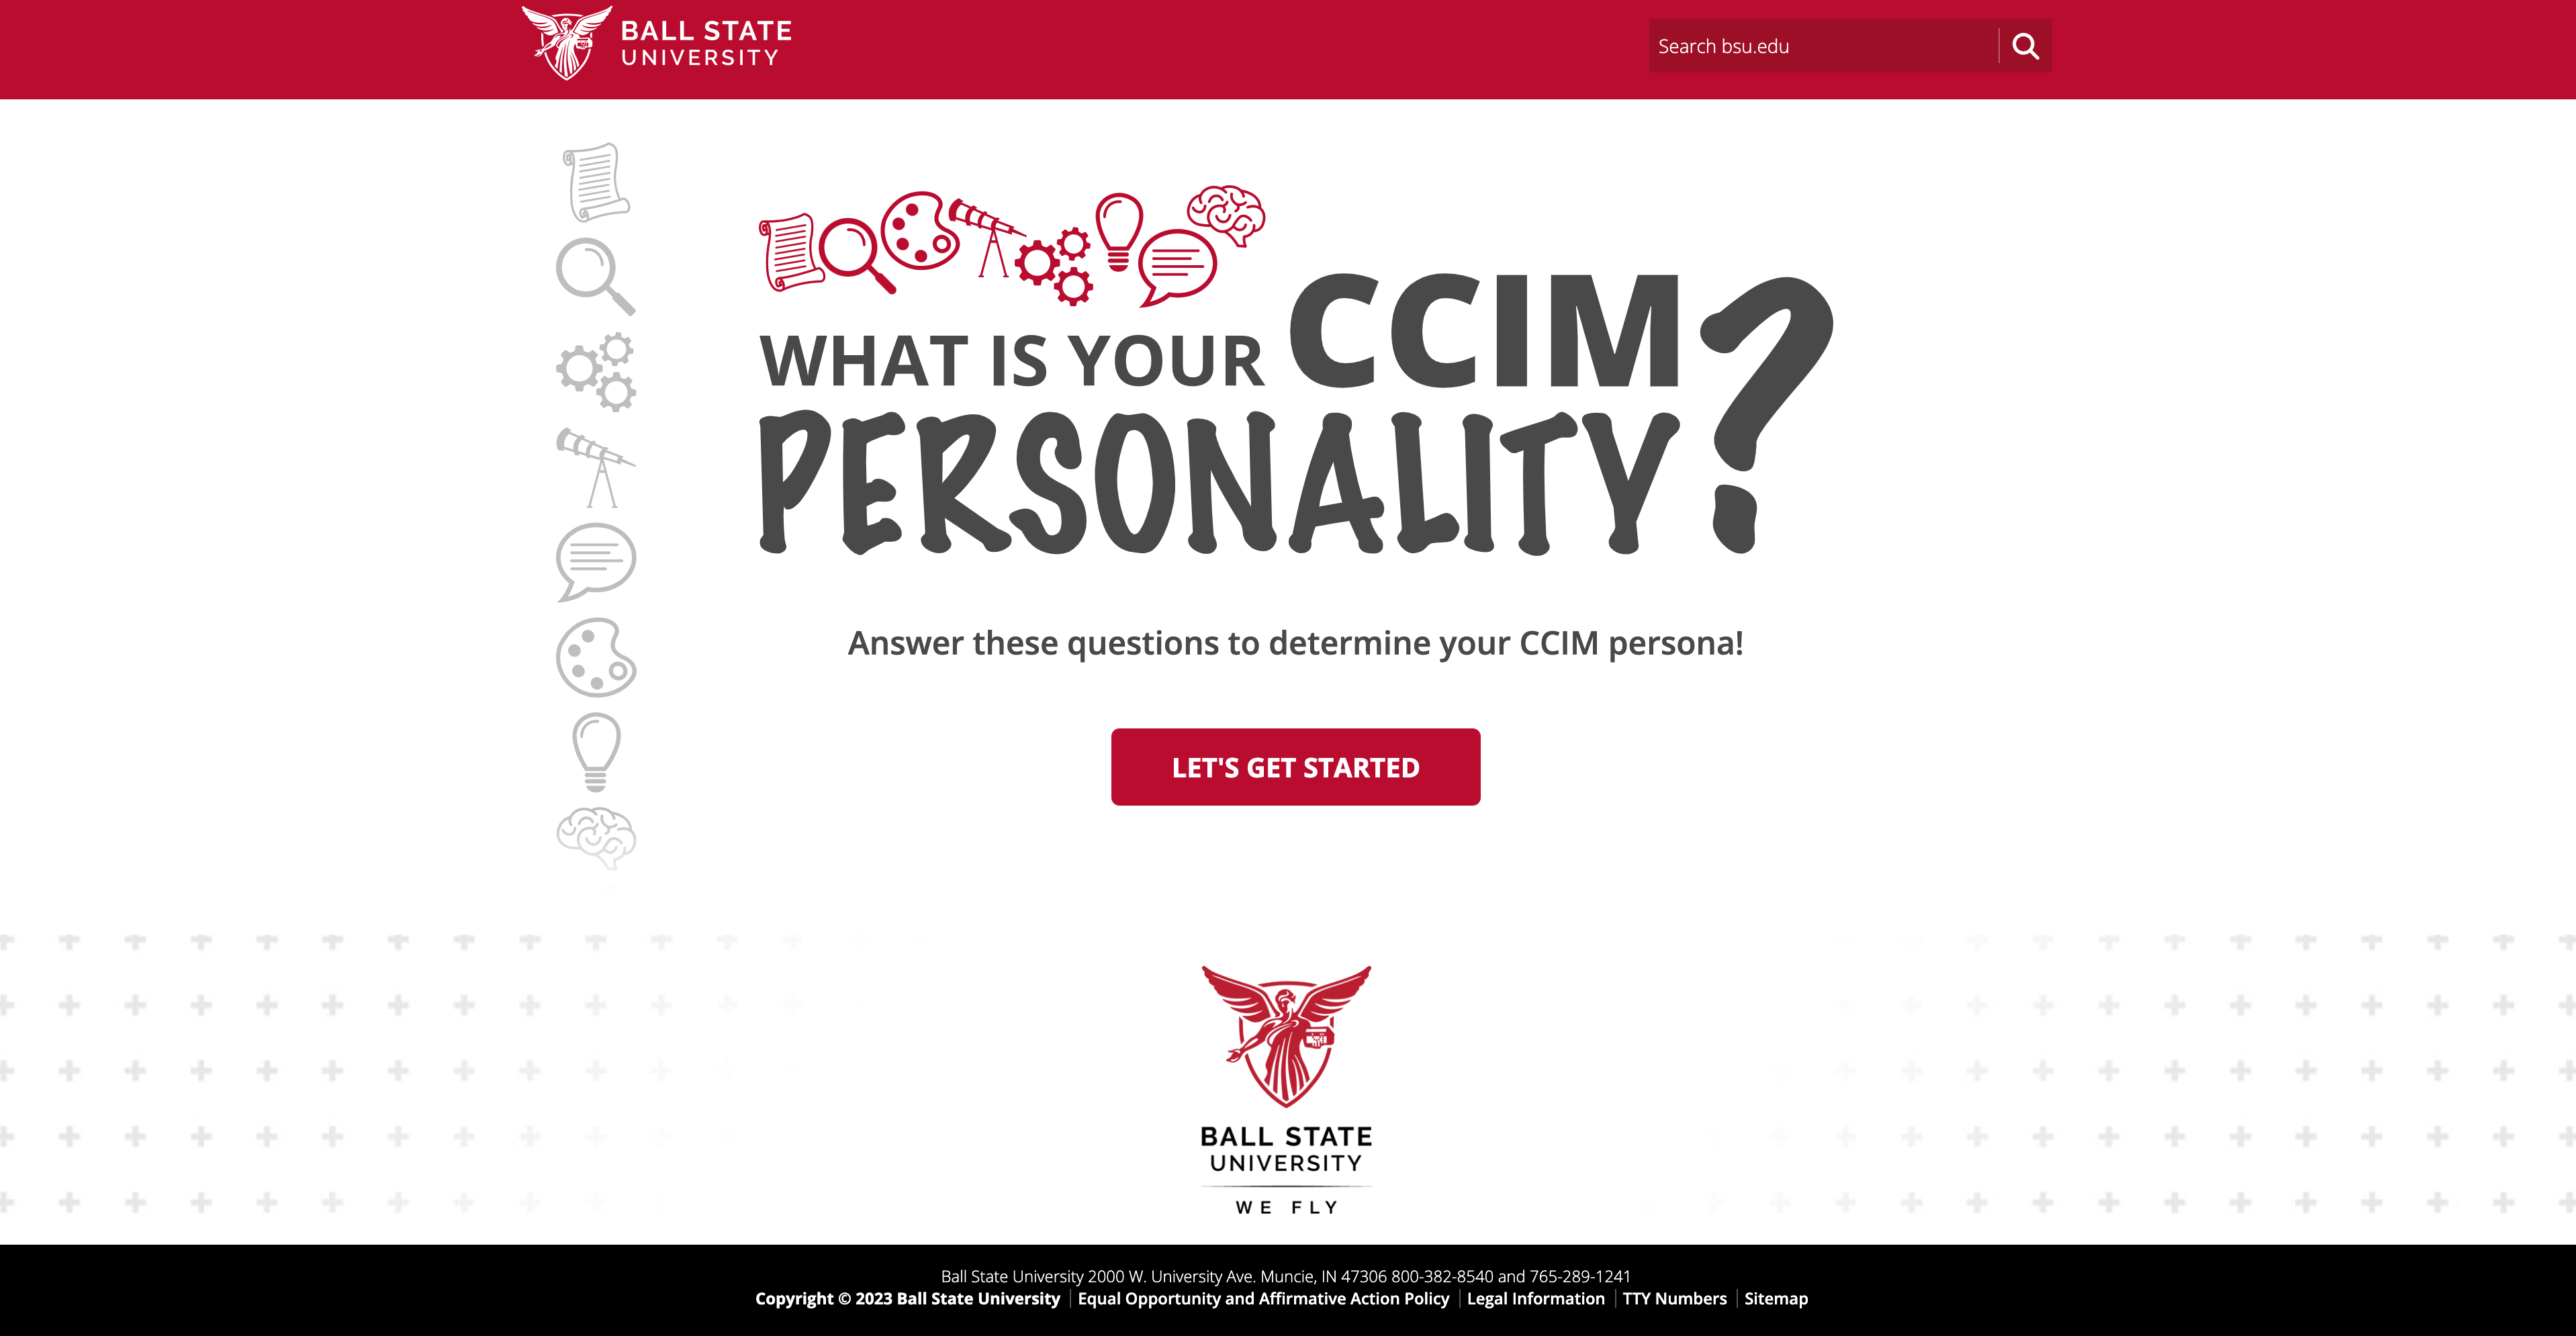 BALL STATE
UNIVERSITY
Search bsu.edu
WHAT IS YOUR CCIM
PERSONALITY?
Answer these questions to determine your CCIM persona!
LET'S GET STARTED
BALL STATE
UNIVERSITY
WE FLY
Ball State University 2000 W. University Ave. Muncie, IN 47306 800-382-8540 and 765-289-1241
Copyright © 2023 Ball State University | Equal Opportunity and Affirmative Action Policy | Legal Information | TTY Numbers | Sitemap